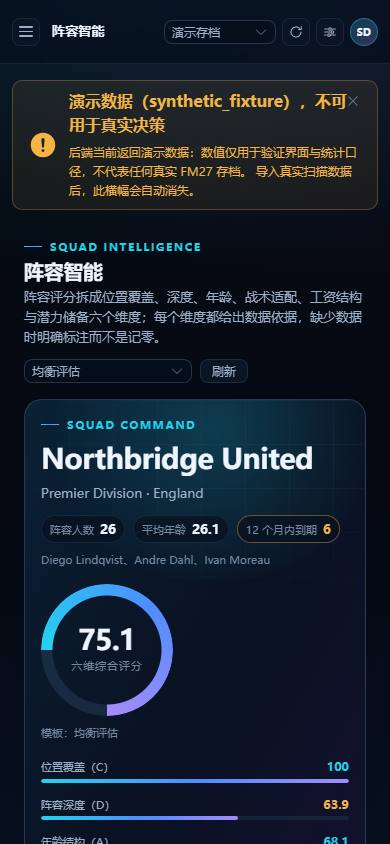 阵容智能
演示存档
SD
演示数据（synthetic_fixture），不可
用于真实决策
后端当前返回演示数据：数值仅用于验证界面与统计口
径，不代表任何真实 FM27 存档。 导入真实扫描数据
后，此横幅会自动消失。
SQUAD INTELLIGENCE
阵容智能
阵容评分拆成位置覆盖、深度、年龄、战术适配、工资结构
与潜力储备六个维度；每个维度都给出数据依据，缺少数据
时明确标注而不是记零。
均衡评估
刷新
SQUAD COMMAND
Northbridge United
Premier Division · England
阵容人数 26
平均年龄 26.1
12 个月内到期 6
Diego Lindqvist、Andre Dahl、Ivan Moreau
75.1
六维综合评分
模板：均衡评估
位置覆盖（C） 100
阵容深度（D） 63.9
年龄结构（A） 68.1